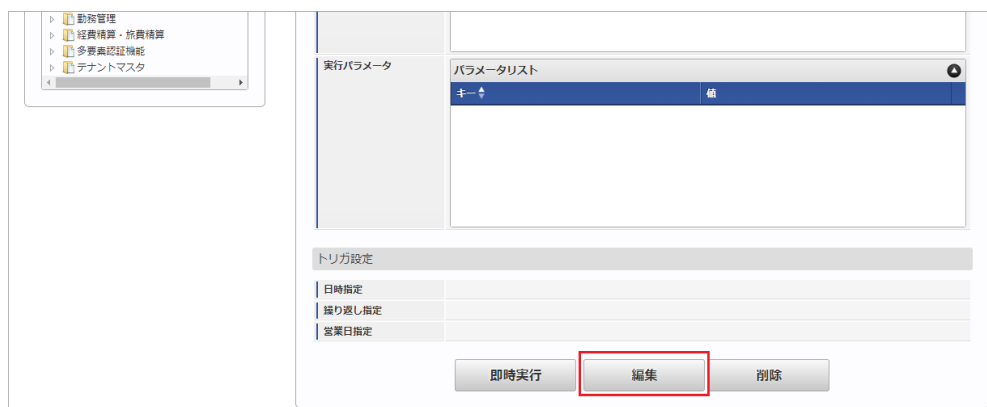 勤務管理
経費精算・旅費精算
多要素認証機能
テナントマスタ
実行パラメータ
パラメータリスト
キー 値
トリガ設定
日時指定
繰り返し指定
営業日指定
即時実行 編集 削除